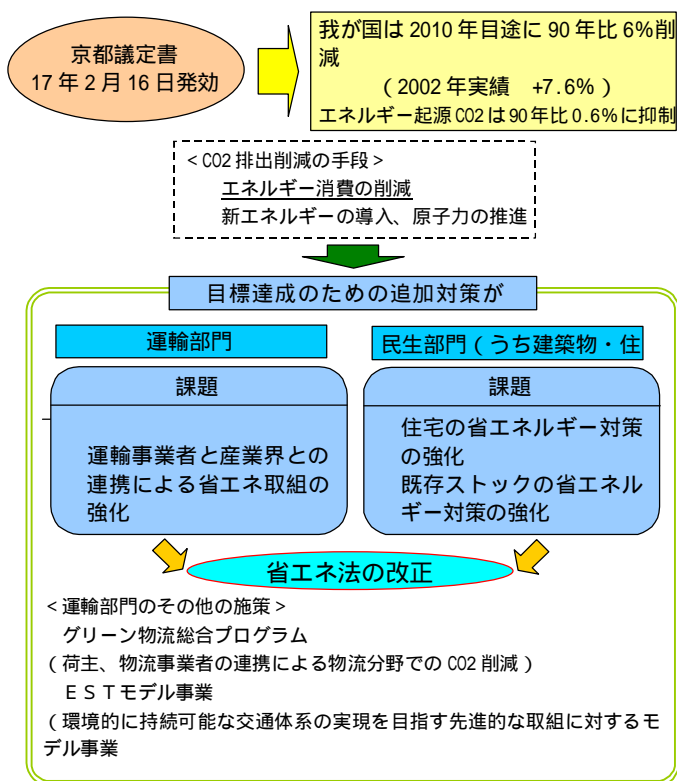 京都議定書
17年2月16日発効
我が国は2010年目途に90年比6%削
減
(2002年実績 +7.6%)
エネルギー起源CO2は90年比0.6%に抑制
<CO2排出削減の手段>
エネルギー消費の削減
新エネルギーの導入、原子力の推進
目標達成のための追加対策が
運輸部門
課題
運輸事業者と産業界との
連携による省エネ取組の
強化
民生部門(うち建築物・住
課題
住宅の省エネルギー対策
の強化
既存ストックの省エネル
ギー対策の強化
省エネ法の改正
<運輸部門のその他の施策>
グリーン物流総合プログラム
(荷主、物流事業者の連携による物流分野でのCO2削減)
ESTモデル事業
(環境的に持続可能な交通体系の実現を目指す先進的な取組に対するモ
デル事業